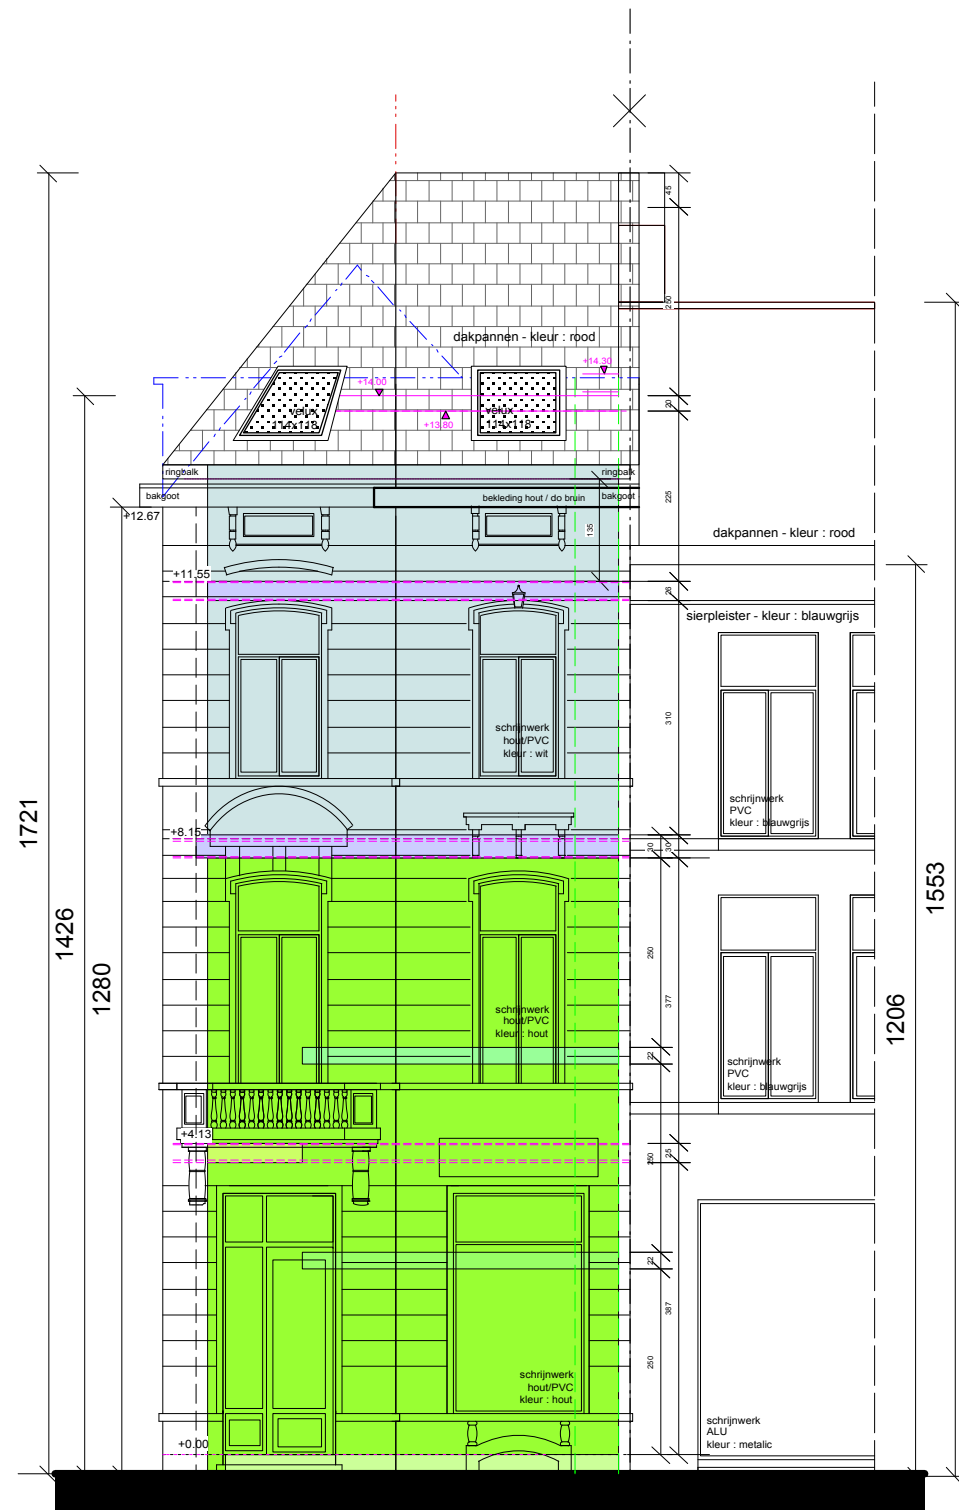 45
250
dakpannen - kleur : rood
+14.30
+14.00
20
velux
114x118
velux
114x118
+13.80
ringbalk
ringbalk
bakgoot
bekleding hout / do bruin
bakgoot
225
+12.67
135
dakpannen - kleur : rood
+11.55
26
sierpleister - kleur : blauwgrijs
310
schrijnwerk
hout/PVC
kleur : wit
schrijnwerk
PVC
kleur : blauwgrijs
1721
+8.15
30
30
1553
1426
250
1280
377
1206
schrijnwerk
hout/PVC
kleur : hout
22
schrijnwerk
PVC
kleur : blauwgrijs
+4.13
250
25
22
387
250
schrijnwerk
hout/PVC
kleur : hout
schrijnwerk
ALU
kleur : metalic
+0.00